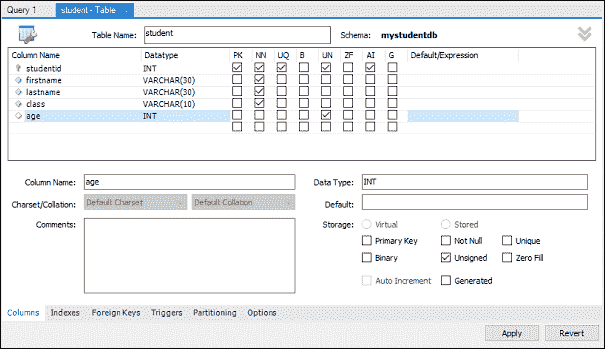 Query 1 student - Table
Table Name: student Schema: mystudentdb
Column Name Datatype PK NN UQ B UN ZF AI G Default/Expression
studentid INT
firstname VARCHAR(30)
lastname VARCHAR(30)
class VARCHAR(10)
age INT
Column Name: age Data Type: INT
Charset/Collation: Default Charset Default Collation Default:
Comments: Storage: Virtual Stored
Primary Key Not Null Unique
Binary Unsigned Zero Fill
Auto Increment Generated
Columns Indexes Foreign Keys Triggers Partitioning Options
Apply Revert